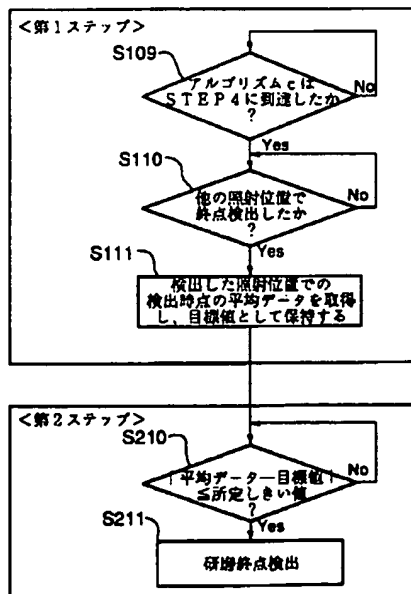 <第1ステップ>
S109
アルゴリズムcは
STEP4に到達したか
?
No
Yes
S110
他の照射位置で
終点検出したか
?
No
Yes
S111
検出した照射位置での
検出時点の平均データを取得
し、目標値として保持する
<第2ステップ>
S210
|平均データ―目標値|
≦所定しきい値
?
No
Yes
S211
研磨終点検出